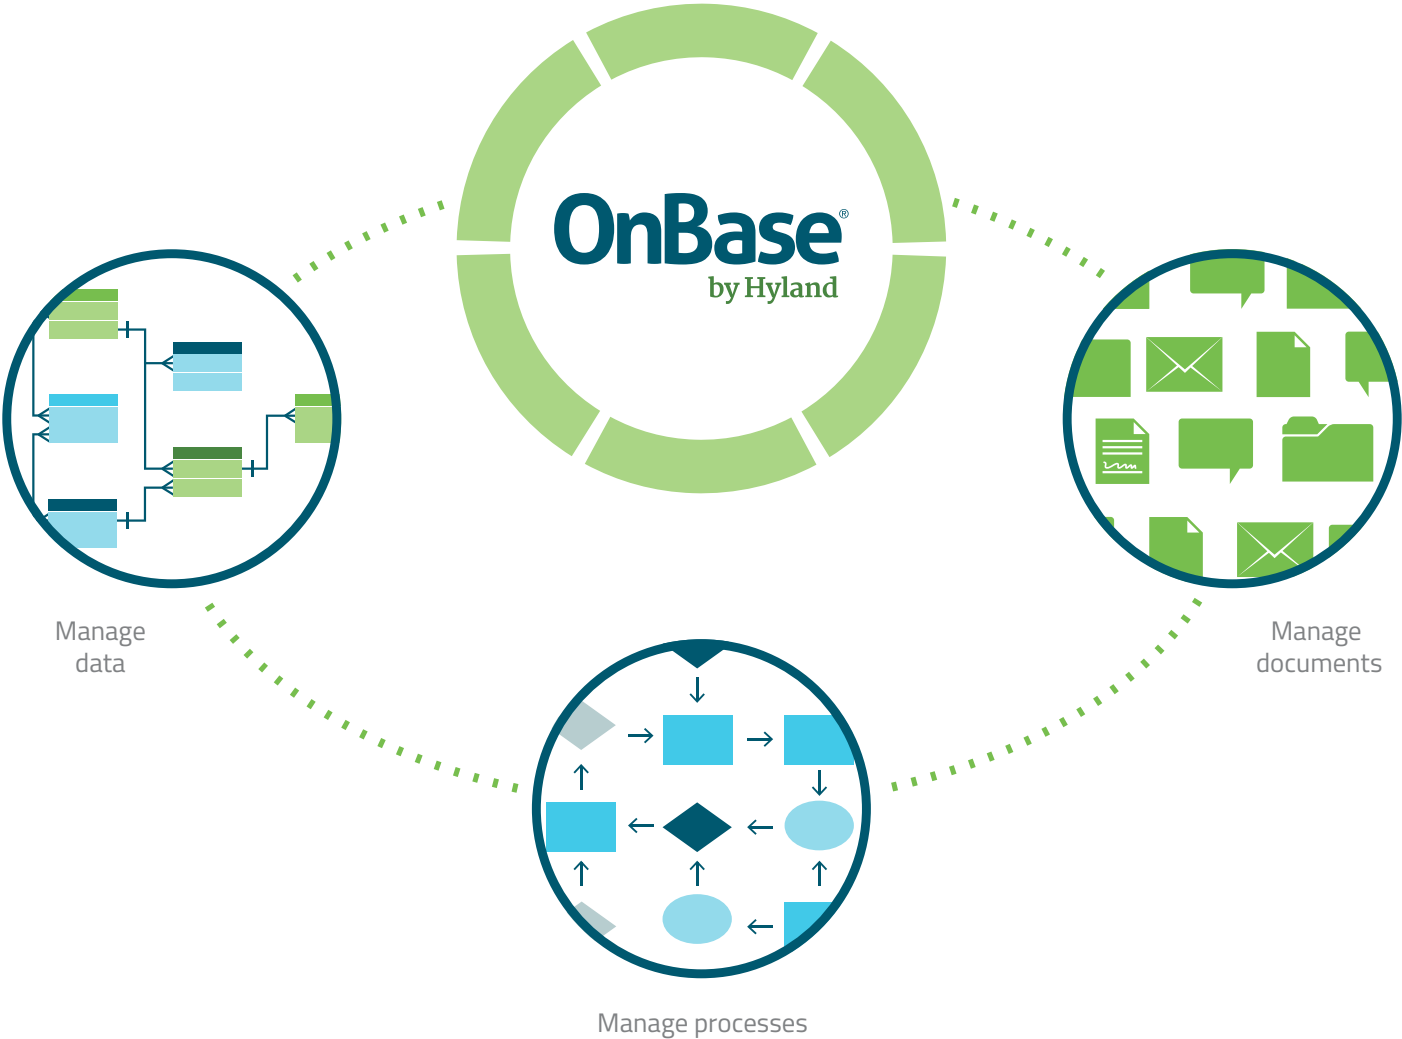 OnBase®
by Hyland
Manage
data
Manage
documents
Manage processes